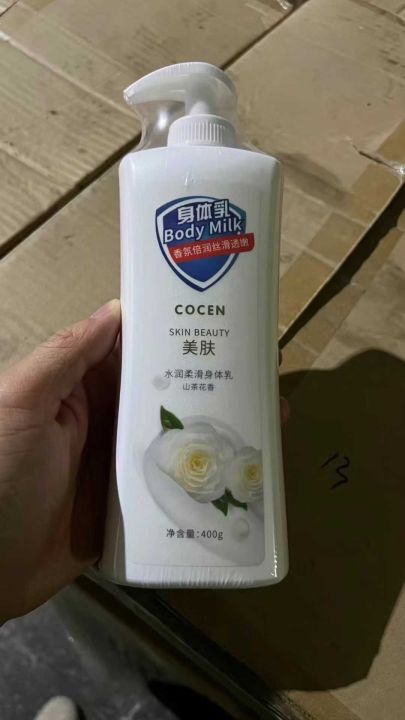 身体乳
Body Milk
香氛倍润丝滑透嫩
COCEN
SKIN BEAUTY
美肤
水润柔滑身体乳
山茶花香
净含量:400g
13